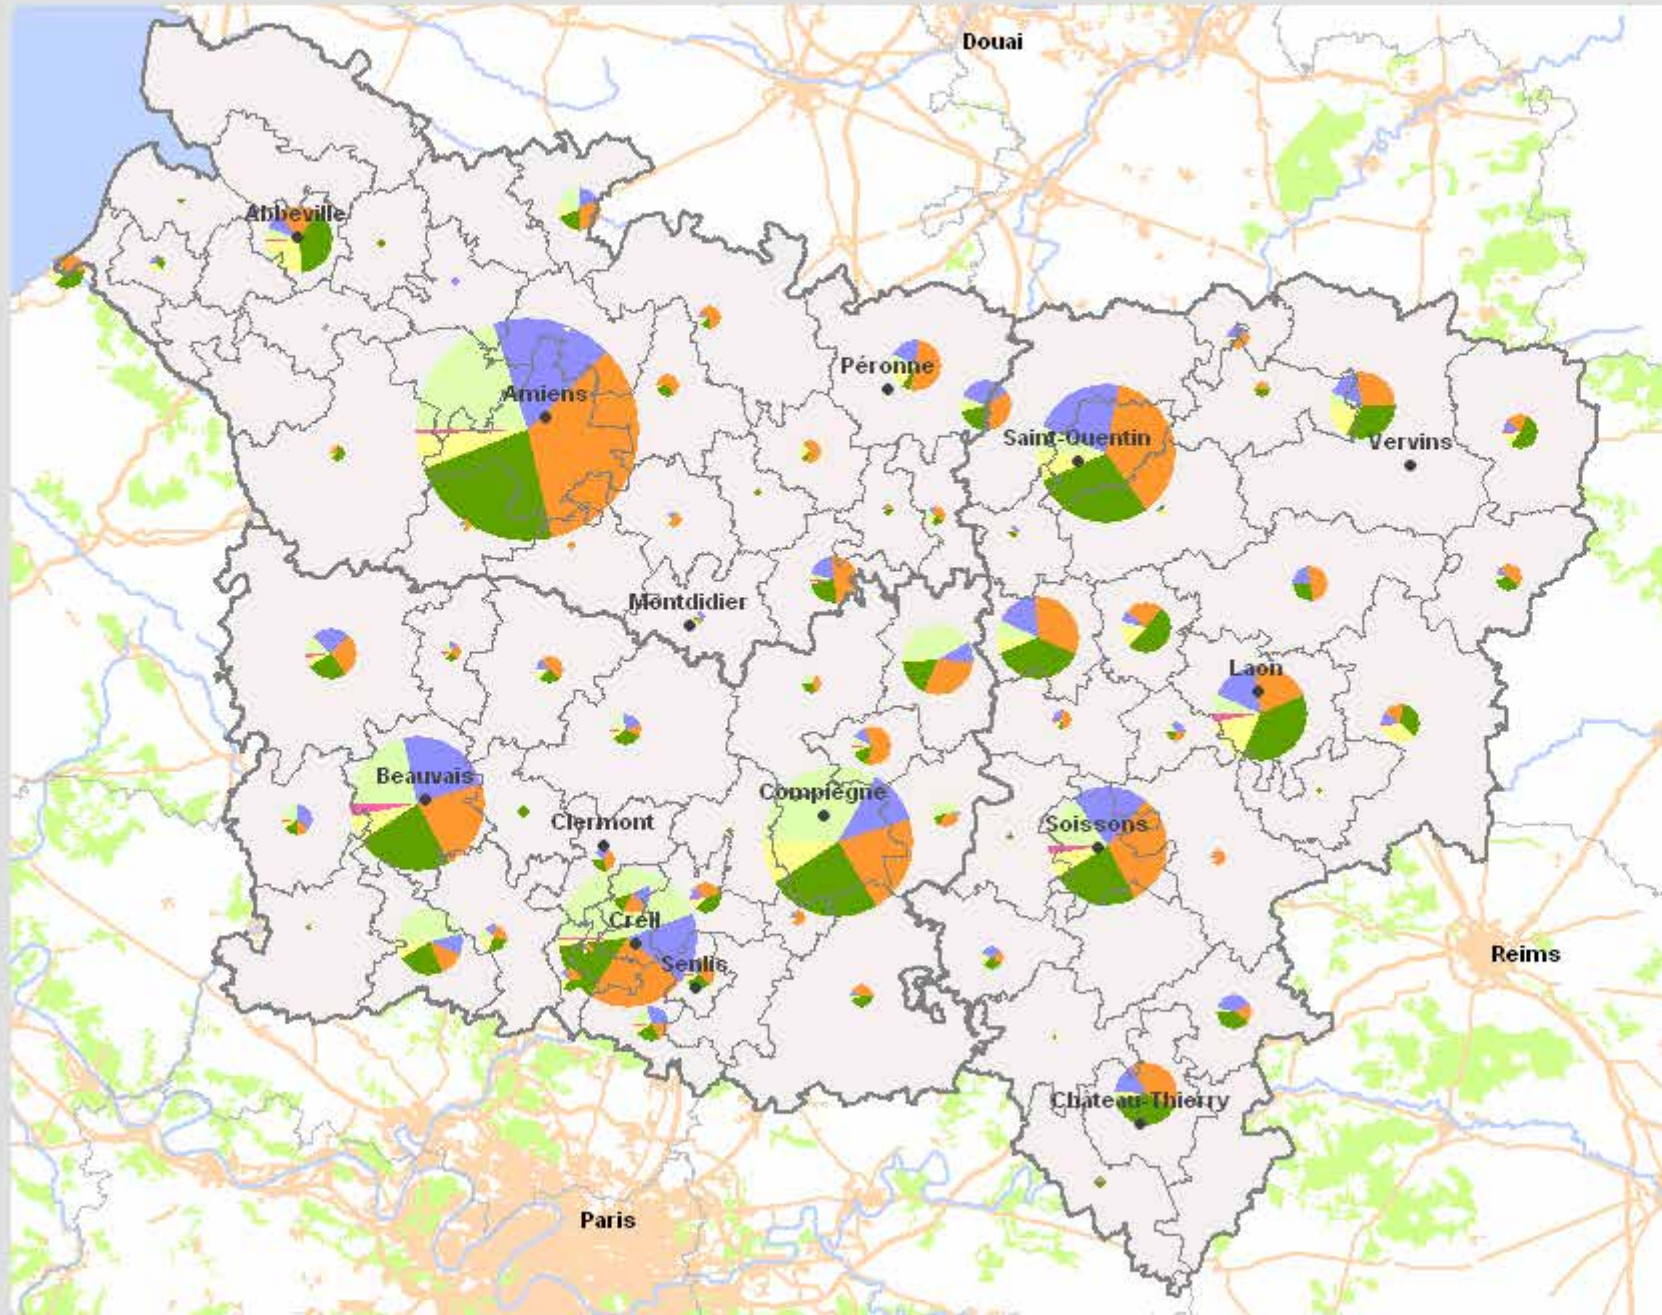 Douai
Abbeville
Péronne
Amiens
Saint-Quentin
Vervins
Montdidier
Laon
Beauvais
Compiègne
Clermont
Soissons
Creil
Senlis
Reims
Château-Thierry
Paris